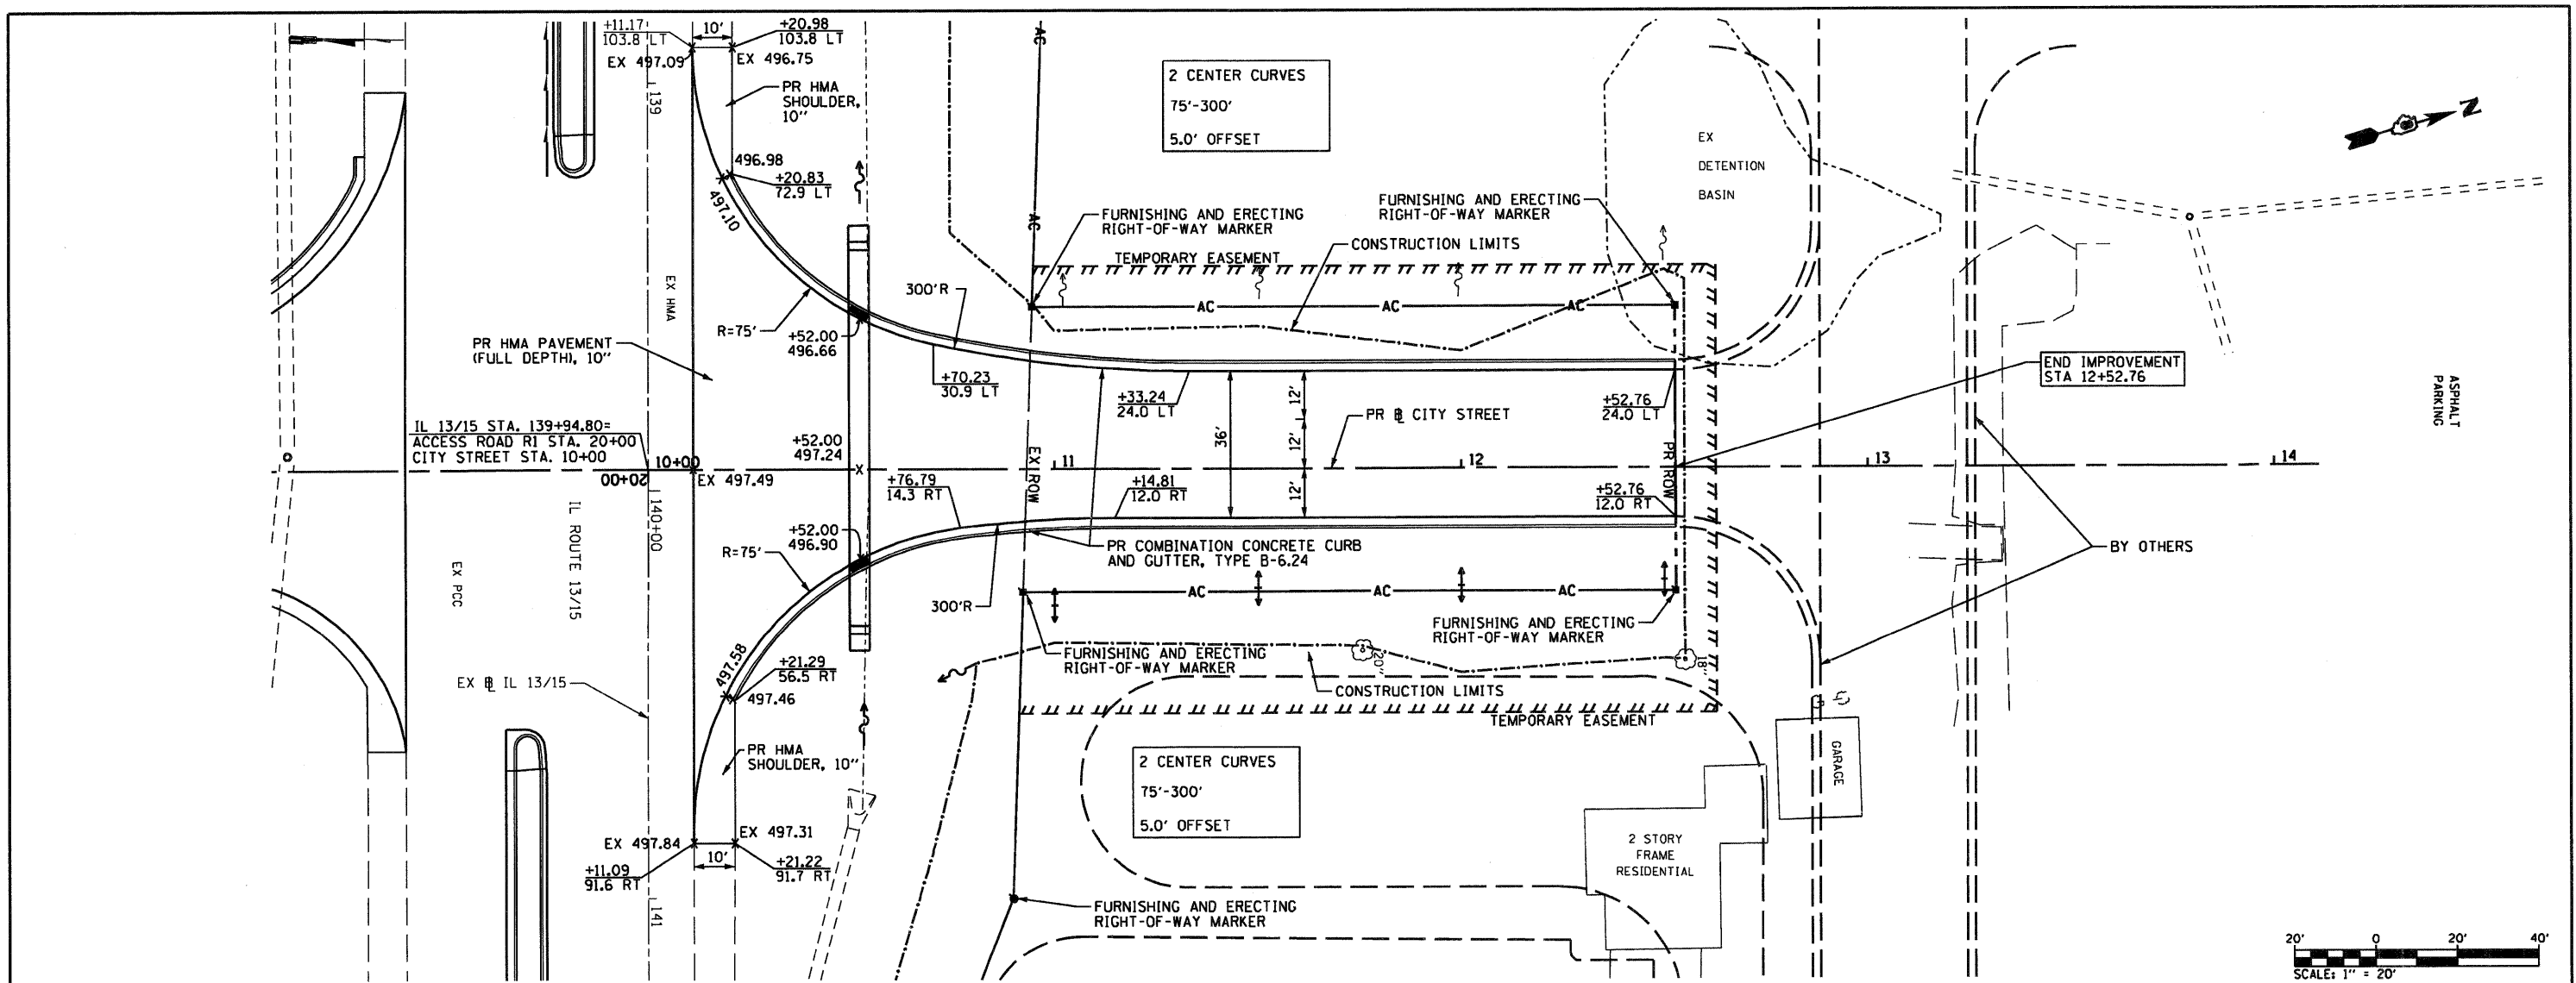 +11.17
103.8 LT
10'
+20.98
103.8 LT
EX 497.09
EX 496.75
PR HMA
SHOULDER,
10"
139
496.98
+20.83
72.9 LT
497.10
2 CENTER CURVES
75'-300'
5.0' OFFSET
AC
AC
EX
DETENTION
BASIN
N
FURNISHING AND ERECTING
RIGHT-OF-WAY MARKER
FURNISHING AND ERECTING
RIGHT-OF-WAY MARKER
CONSTRUCTION LIMITS
TEMPORARY EASEMENT
EX HMA
300'R
R=75'
AC
AC
AC
+52.00
496.66
PR HMA PAVEMENT
(FULL DEPTH), 10"
+70.23
30.9 LT
+33.24
24.0 LT
12'
+52.76
24.0 LT
END IMPROVEMENT
STA 12+52.76
ASPHALT
PARKING
PR ℄ CITY STREET
36'
12'
IL 13/15 STA. 139+94.80=
ACCESS ROAD R1 STA. 20+00
CITY STREET STA. 10+00
+52.00
497.24
10+00
20+00
EX 497.49
EX ROW
11
12
PR ROW
13
14
+76.79
14.3 RT
+14.81
12.0 RT
12'
+52.76
12.0 RT
140+00
IL ROUTE 13/15
EX PCC
+52.00
496.90
R=75'
PR COMBINATION CONCRETE CURB
AND GUTTER, TYPE B-6.24
BY OTHERS
300'R
AC
AC
AC
FURNISHING AND ERECTING
RIGHT-OF-WAY MARKER
FURNISHING AND ERECTING
RIGHT-OF-WAY MARKER
20"
18"
497.58
+21.29
56.5 RT
497.46
EX ℄ IL 13/15
CONSTRUCTION LIMITS
TEMPORARY EASEMENT
PR HMA
SHOULDER, 10"
2 CENTER CURVES
75'-300'
5.0' OFFSET
GARAGE
2 STORY
FRAME
RESIDENTIAL
EX 497.84
EX 497.31
10'
+11.09
91.6 RT
+21.22
91.7 RT
141
FURNISHING AND ERECTING
RIGHT-OF-WAY MARKER
20' 0 20' 40'
SCALE: 1" = 20'